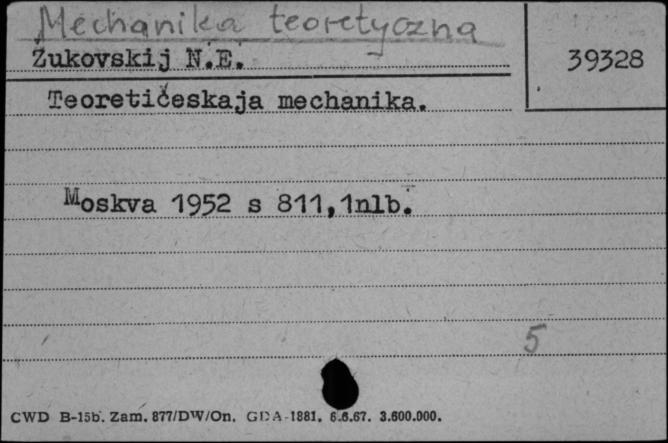 Mechanika teoretyczna
Žukovskij N.E.
39328
Teoretičeskaja mechanika.
Moskva 1952 s 811,1nlb.
5
CWD B-15b. Zam. 877/DW/On. GDA-1881. 6.6.67. 3.600.000.